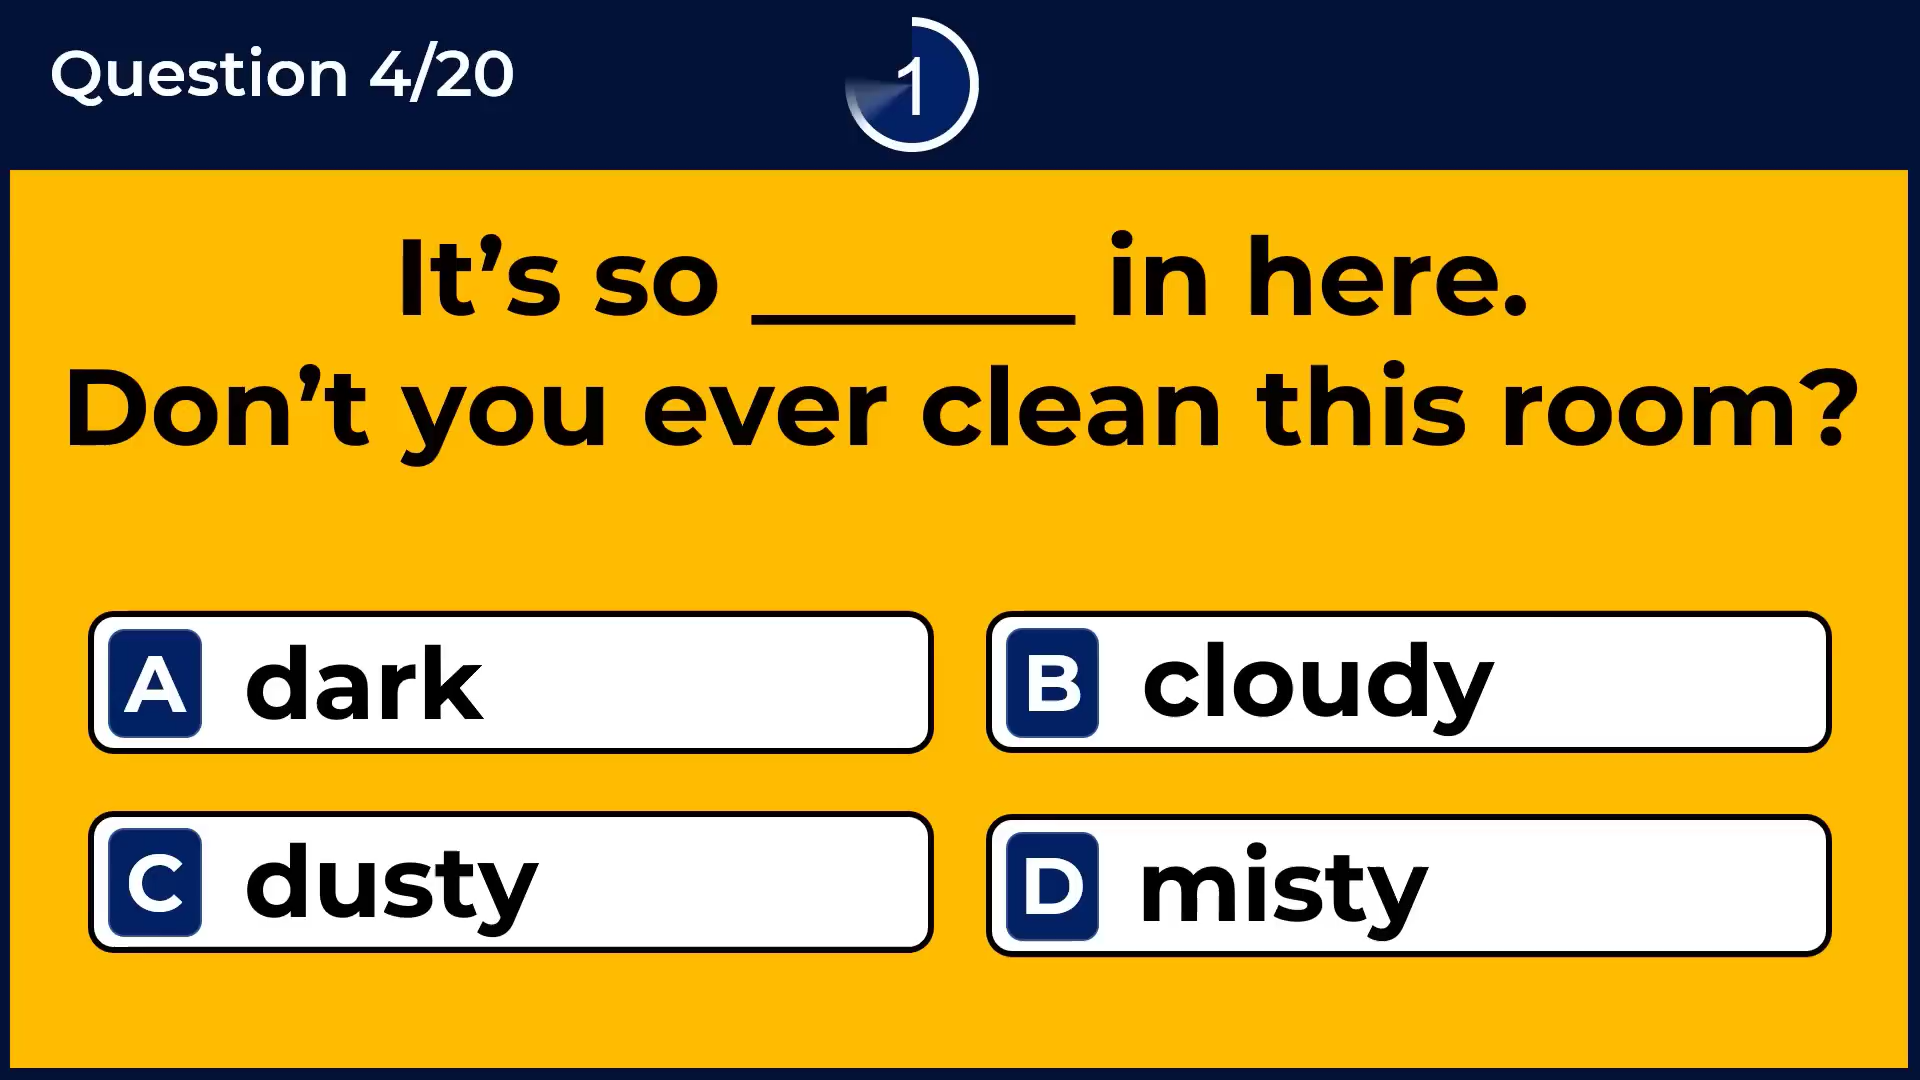 Question 4/20
1
It’s so ______ in here.
Don’t you ever clean this room?
A dark
B cloudy
C dusty
D misty